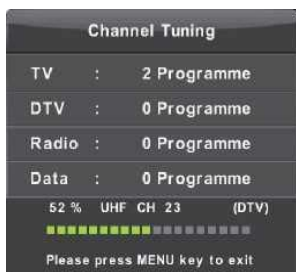 Channel Tuning
TV : 2 Programme
DTV : 0 Programme
Radio : 0 Programme
Data : 0 Programme
52 % UHF CH 23 (DTV)
Please press MENU key to exit